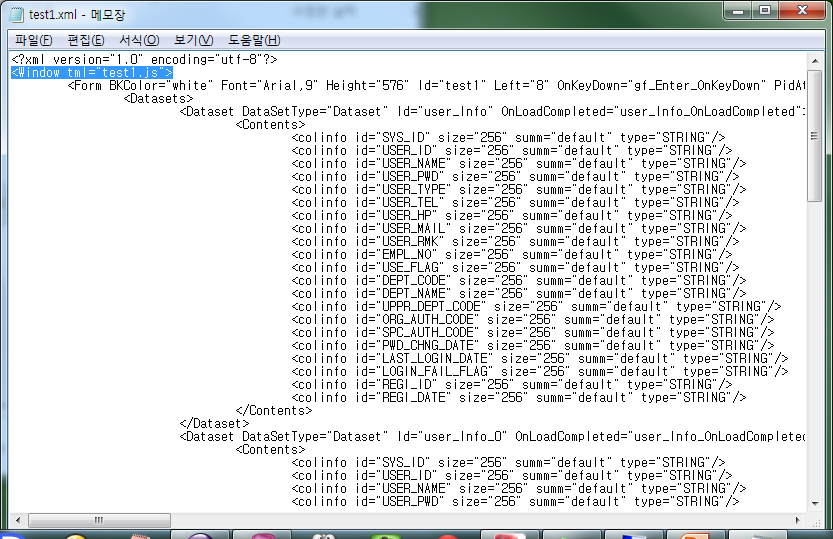 test1.xml - 메모장
파일(F) 편집(E) 서식(O) 보기(V) 도움말(H)
<?xml version="1.0" encoding="utf-8"?>
<Window tml="test1.js">
<Form BKColor="white" Font="Arial,9" Height="576" Id="test1" Left="8" OnKeyDown="gf_Enter_OnKeyDown" PidAt
<Datasets>
<Dataset DataSetType="Dataset" Id="user_Info" OnLoadCompleted="user_Info_OnLoadCompleted">
<Contents>
<colinfo id="SYS_ID" size="256" summ="default" type="STRING"/>
<colinfo id="USER_ID" size="256" summ="default" type="STRING"/>
<colinfo id="USER_NAME" size="256" summ="default" type="STRING"/>
<colinfo id="USER_PWD" size="256" summ="default" type="STRING"/>
<colinfo id="USER_TYPE" size="256" summ="default" type="STRING"/>
<colinfo id="USER_TEL" size="256" summ="default" type="STRING"/>
<colinfo id="USER_HP" size="256" summ="default" type="STRING"/>
<colinfo id="USER_MAIL" size="256" summ="default" type="STRING"/>
<colinfo id="USER_RMK" size="256" summ="default" type="STRING"/>
<colinfo id="EMPL_NO" size="256" summ="default" type="STRING"/>
<colinfo id="USE_FLAG" size="256" summ="default" type="STRING"/>
<colinfo id="DEPT_CODE" size="256" summ="default" type="STRING"/>
<colinfo id="DEPT_NAME" size="256" summ="default" type="STRING"/>
<colinfo id="UPPR_DEPT_CODE" size="256" summ="default" type="STRING"/>
<colinfo id="ORG_AUTH_CODE" size="256" summ="default" type="STRING"/>
<colinfo id="SPC_AUTH_CODE" size="256" summ="default" type="STRING"/>
<colinfo id="PWD_CHNG_DATE" size="256" summ="default" type="STRING"/>
<colinfo id="LAST_LOGIN_DATE" size="256" summ="default" type="STRING"/>
<colinfo id="LOGIN_FAIL_FLAG" size="256" summ="default" type="STRING"/>
<colinfo id="REGI_ID" size="256" summ="default" type="STRING"/>
<colinfo id="REGI_DATE" size="256" summ="default" type="STRING"/>
</Contents>
</Dataset>
<Dataset DataSetType="Dataset" Id="user_Info_0" OnLoadCompleted="user_Info_OnLoadCompleted
<Contents>
<colinfo id="SYS_ID" size="256" summ="default" type="STRING"/>
<colinfo id="USER_ID" size="256" summ="default" type="STRING"/>
<colinfo id="USER_NAME" size="256" summ="default" type="STRING"/>
<colinfo id="USER_PWD" size="256" summ="default" type="STRING"/>